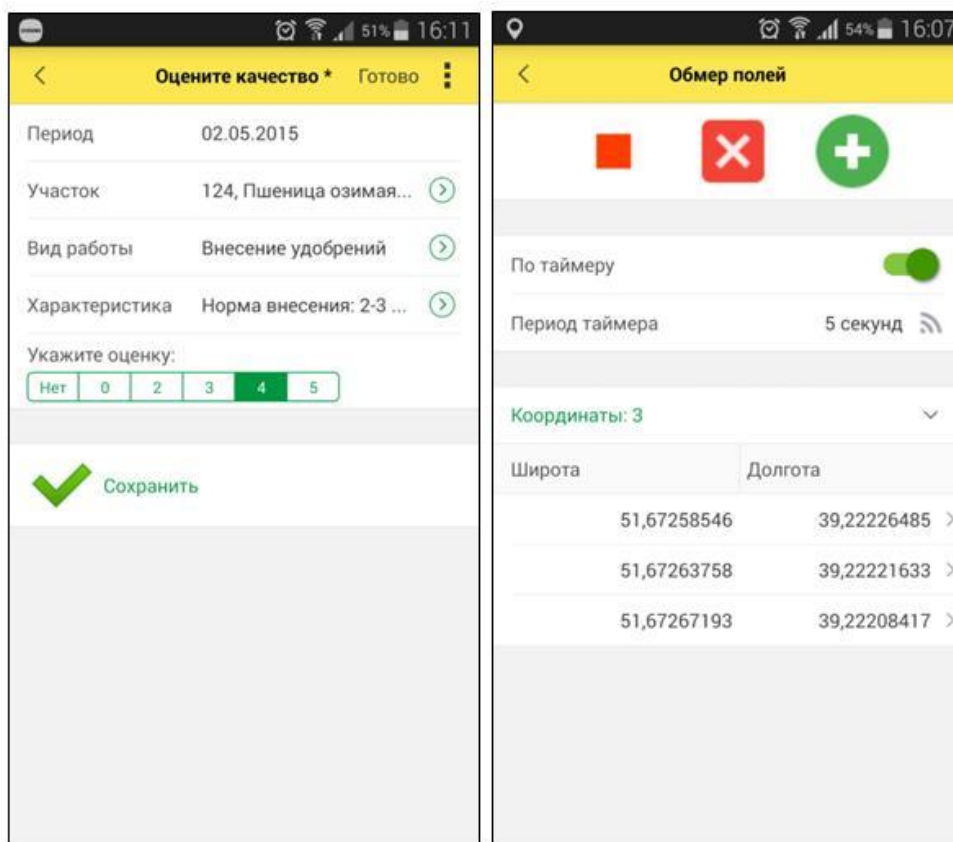 51% 16:11
Оцените качество * Готово
Период 02.05.2015
Участок 124, Пшеница озимая...
Вид работы Внесение удобрений
Характеристика Норма внесения: 2-3 ...
Укажите оценку:
Нет 0 2 3 4 5
Сохранить
54% 16:07
Обмер полей
По таймеру
Период таймера 5 секунд
Координаты: 3
Широта Долгота
51,67258546 39,22226485
51,67263758 39,22221633
51,67267193 39,22208417